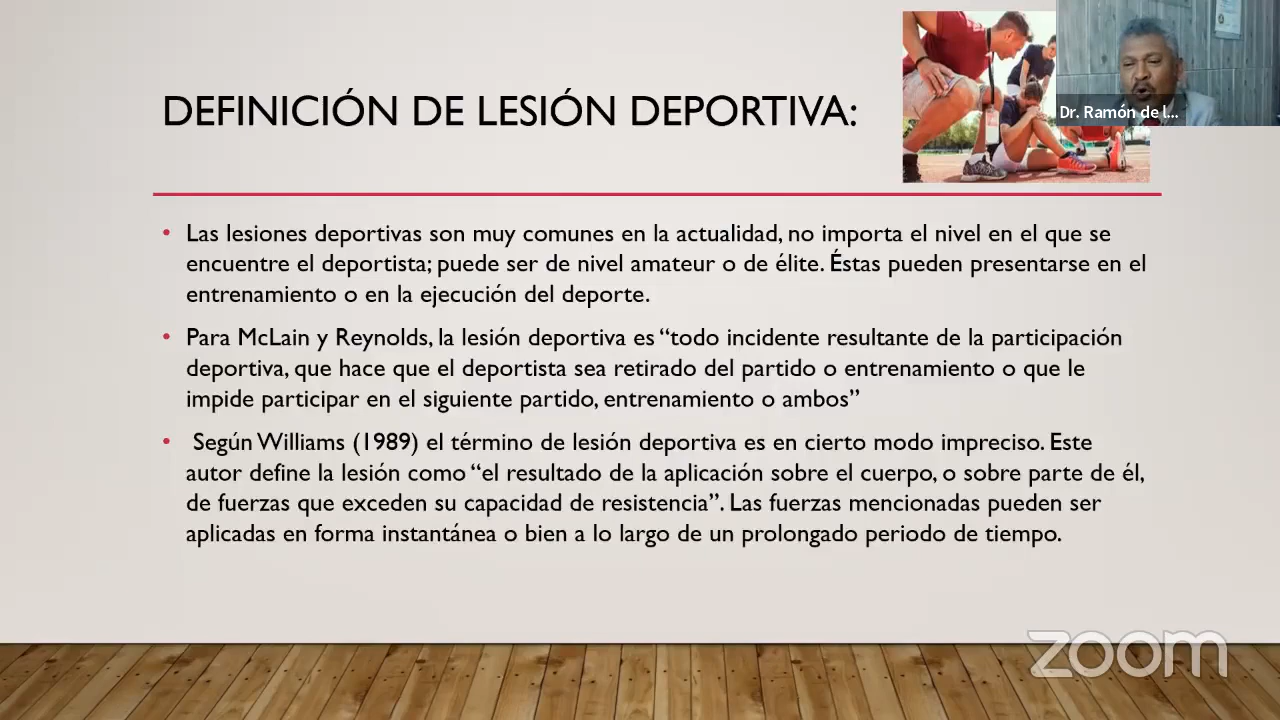 DEFINICIÓN DE LESIÓN DEPORTIVA:
Dr. Ramón de l...
• Las lesiones deportivas son muy comunes en la actualidad, no importa el nivel en el que se
encuentre el deportista; puede ser de nivel amateur o de élite. Éstas pueden presentarse en el
entrenamiento o en la ejecución del deporte.
• Para McLain y Reynolds, la lesión deportiva es “todo incidente resultante de la participación
deportiva, que hace que el deportista sea retirado del partido o entrenamiento o que le
impide participar en el siguiente partido, entrenamiento o ambos”
• Según Williams (1989) el término de lesión deportiva es en cierto modo impreciso. Este
autor define la lesión como “el resultado de la aplicación sobre el cuerpo, o sobre parte de él,
de fuerzas que exceden su capacidad de resistencia”. Las fuerzas mencionadas pueden ser
aplicadas en forma instantánea o bien a lo largo de un prolongado periodo de tiempo.
zoom